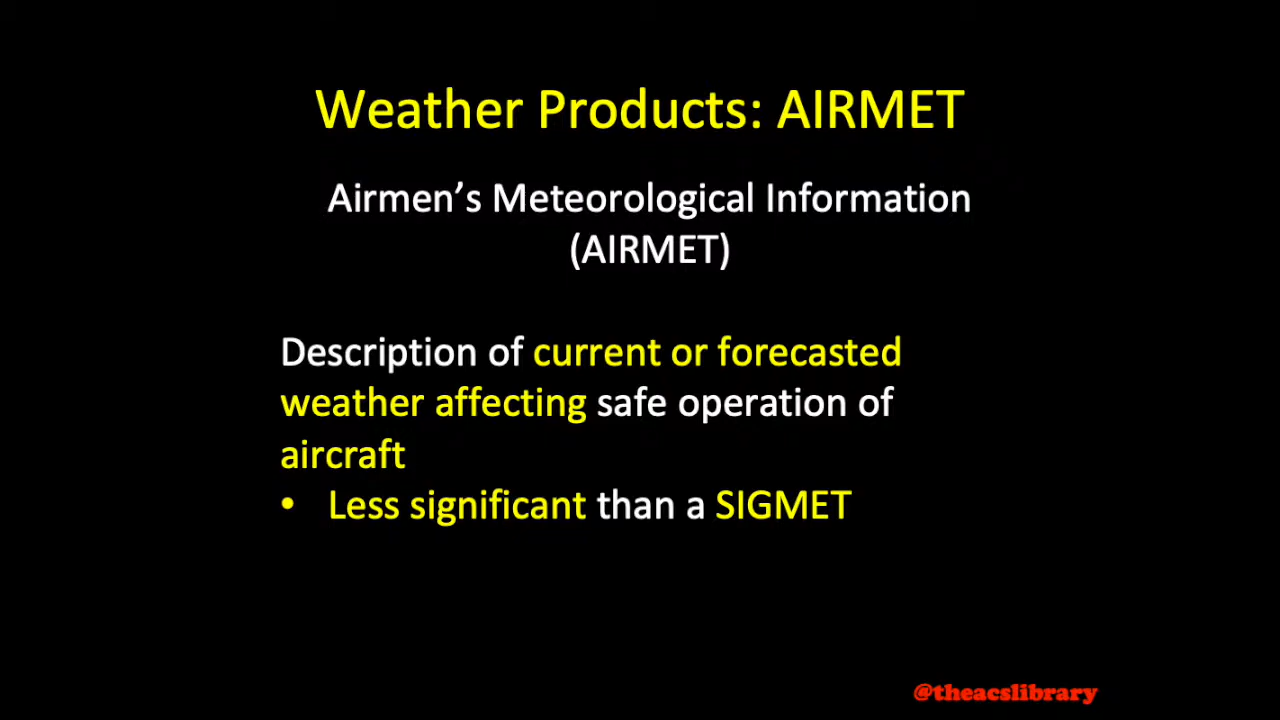 Weather Products: AIRMET
Airmen’s Meteorological Information
(AIRMET)
Description of current or forecasted
weather affecting safe operation of
aircraft
• Less significant than a SIGMET
@theacslibrary